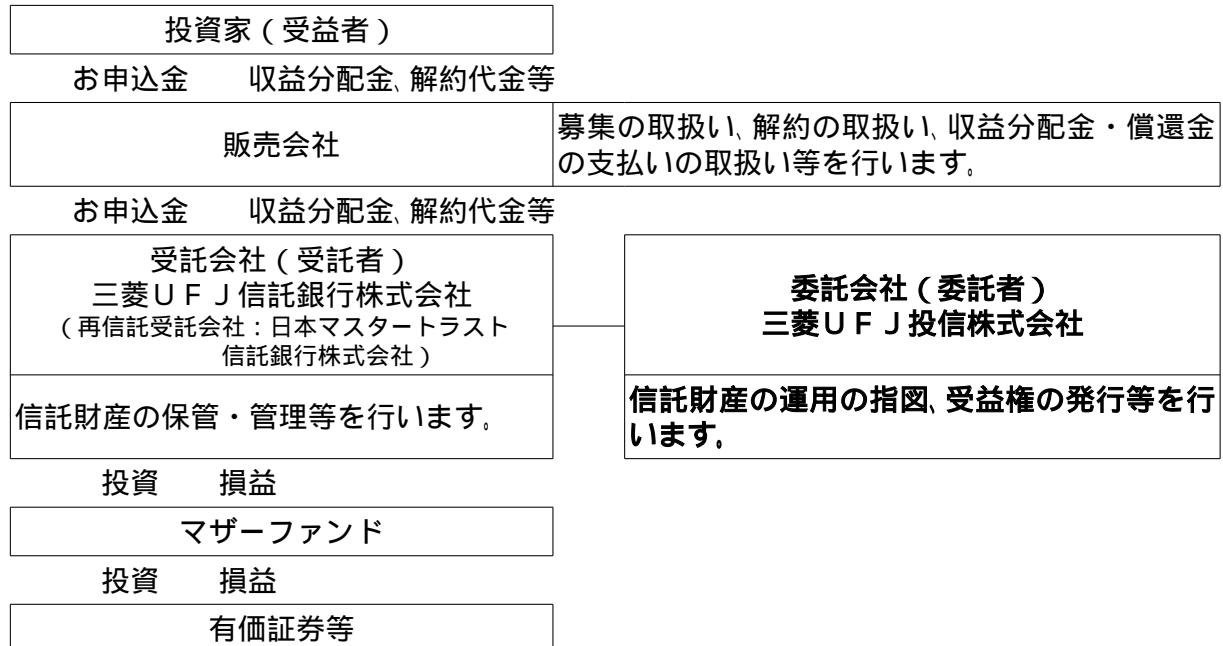 投資家（受益者）
お申込金　収益分配金、解約代金等
販売会社
募集の取扱い、解約の取扱い、収益分配金・償還金
の支払いの取扱い等を行います。
お申込金　収益分配金、解約代金等
受託会社（受託者）
三菱ＵＦＪ信託銀行株式会社
（再信託受託会社：日本マスタートラスト
信託銀行株式会社）
委託会社（委託者）
三菱ＵＦＪ投信株式会社
信託財産の保管・管理等を行います。
信託財産の運用の指図、受益権の発行等を行
います。
投資　損益
マザーファンド
投資　損益
有価証券等